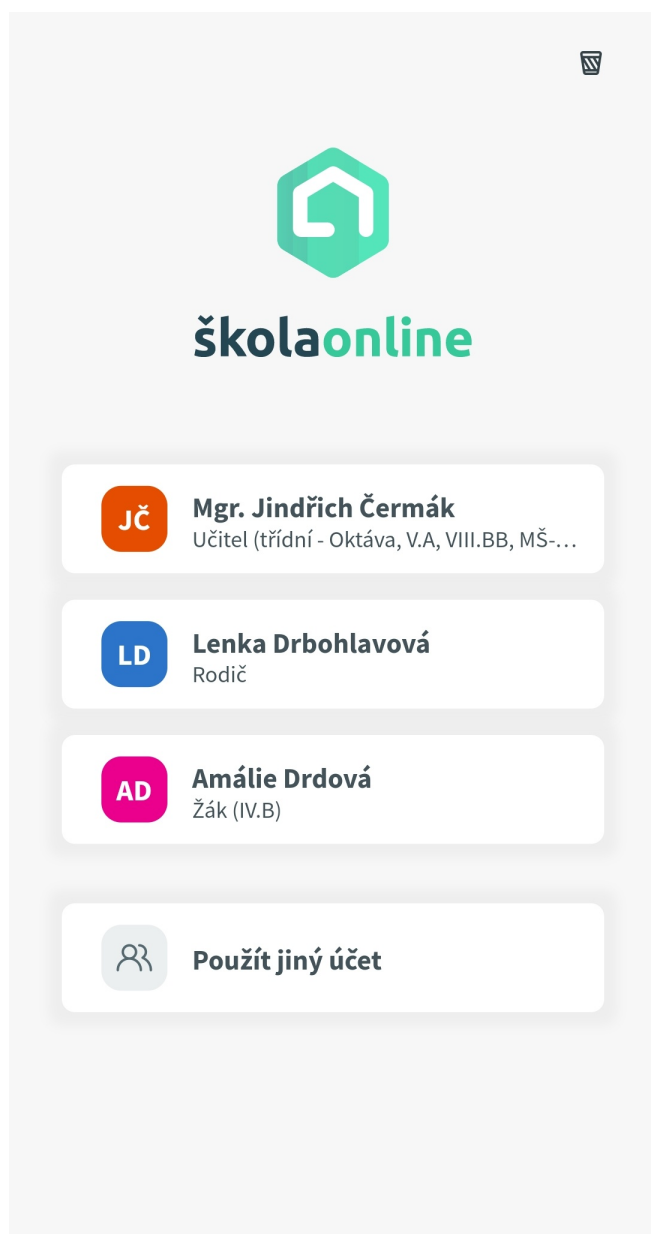 školaonline
JČ
Mgr. Jindřich Čermák
Učitel (třídní - Oktáva, V.A, VIII.BB, MŠ-…
LD
Lenka Drbohlavová
Rodič
AD
Amálie Drdová
Žák (IV.B)
Použít jiný účet